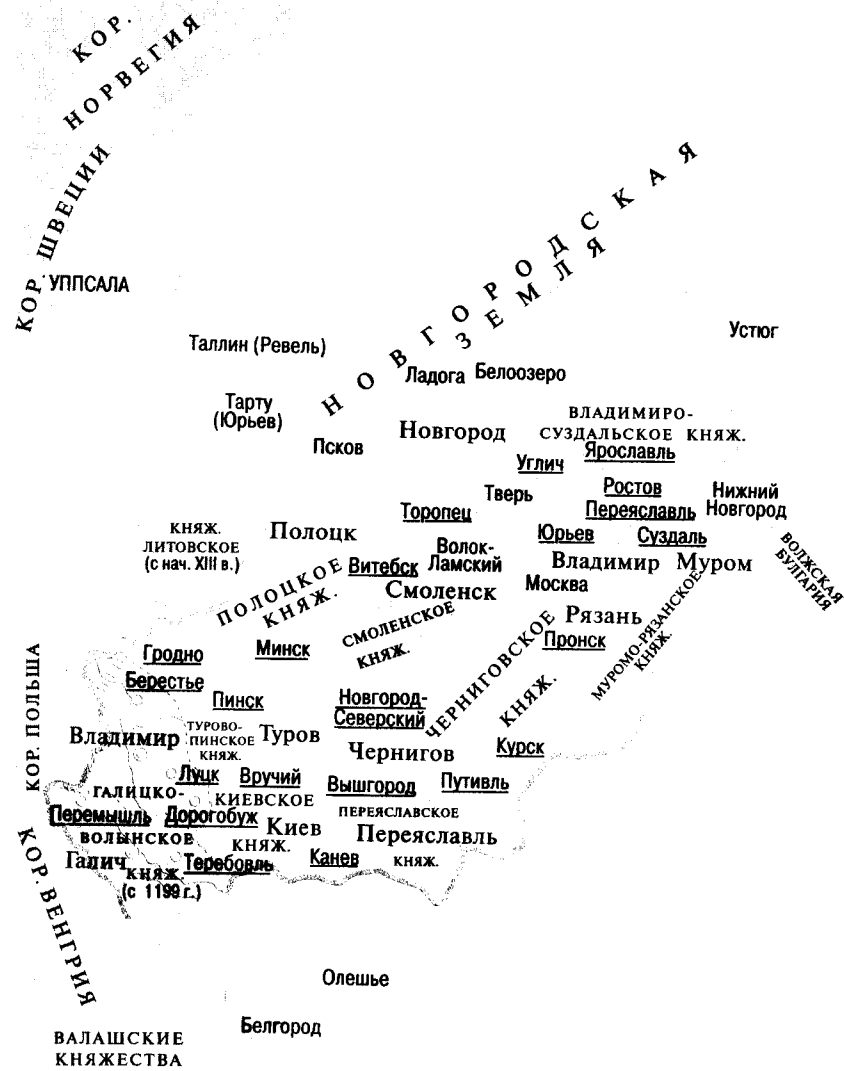 КОР.
НОРВЕГИЯ
КОР. ШВЕЦИИ
УППСАЛА
НОВГОРОДСКАЯ
ЗЕМЛЯ
Устюг
Таллин (Ревель)
Ладога
Белоозеро
Тарту
(Юрьев)
Псков
Новгород
ВЛАДИМИРО-
СУЗДАЛЬСКОЕ КНЯЖ.
Ярославль
Углич
Тверь
Ростов
Нижний
Новгород
Переяславль
Торопец
Юрьев
Суздаль
КНЯЖ.
ЛИТОВСКОЕ
(с нач. XIII в.)
Полоцк
Волок-
Ламский
Витебск
Владимир
Муром
ВОЛЖСКАЯ
БУЛГАРИЯ
ПОЛОЦКОЕ
КНЯЖ.
Смоленск
Москва
СМОЛЕНСКОЕ
КНЯЖ.
Рязань
Пронск
МУРОМО-РЯЗАНСКОЕ
КНЯЖ.
ЧЕРНИГОВСКОЕ
КНЯЖ.
Гродно
Минск
Берестье
Пинск
Новгород-
Северский
КОР. ПОЛЬША
Владимир
ТУРОВО-
ПИНСКОЕ
КНЯЖ.
Туров
Чернигов
Курск
Луцк
Вручий
Вышгород
Путивль
ГАЛИЦКО-
ВОЛЫНСКОЕ
КНЯЖ.
(с 1199 г.)
КИЕВСКОЕ
КНЯЖ.
ПЕРЕЯСЛАВСКОЕ
КНЯЖ.
Перемышль
Дорогобуж
Киев
Переяславль
Галич
Теребовль
Канев
КОР. ВЕНГРИЯ
Олешье
Белгород
ВАЛАШСКИЕ
КНЯЖЕСТВА